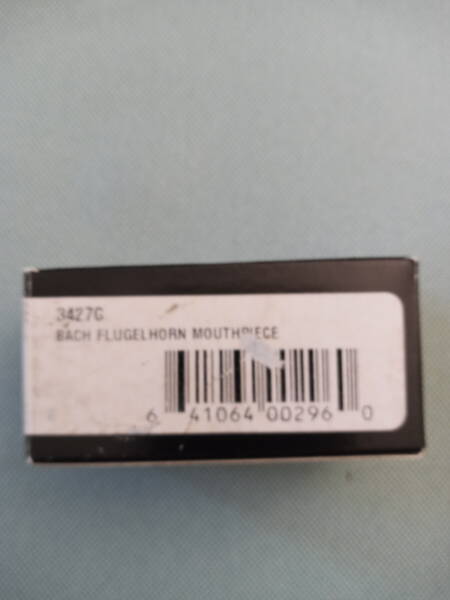 3427C
BACH FLUGELHORN MOUTHPIECE
6 41064 00296 0